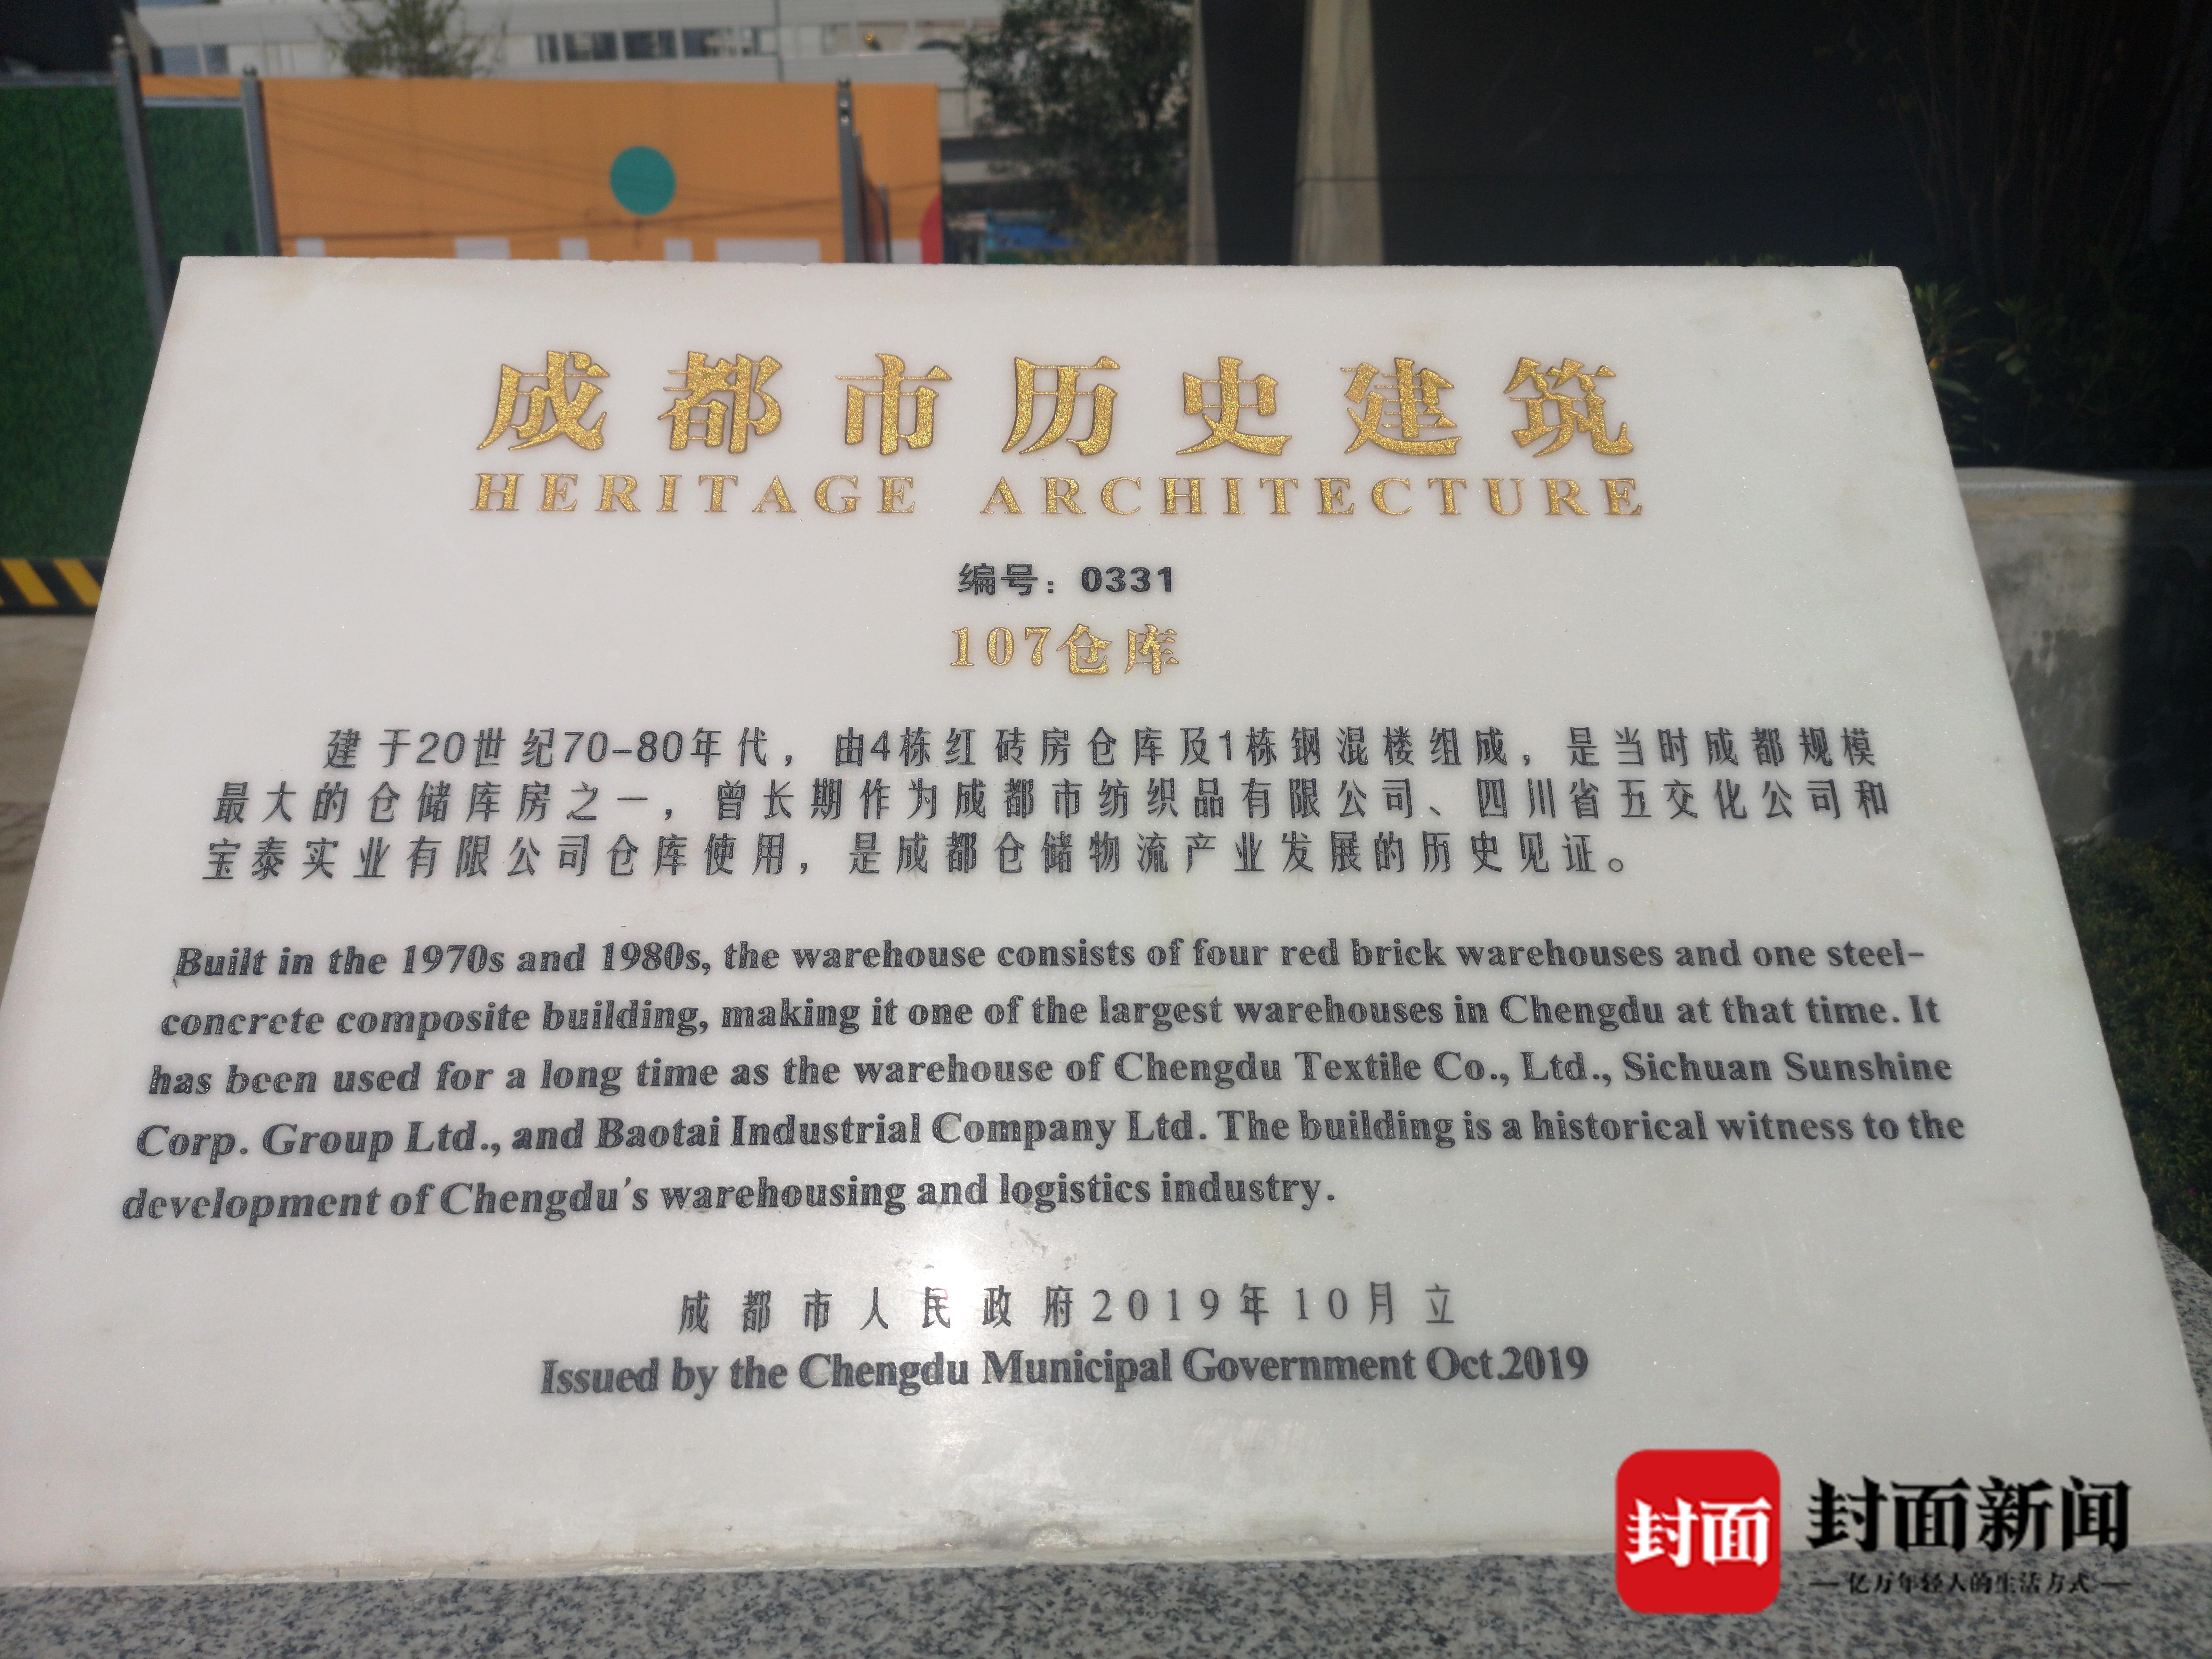 成都市历史建筑
HERITAGE ARCHITECTURE
编号：0331
107仓库
建于20世纪70-80年代，由4栋红砖房仓库及1栋钢混楼组成，是当时成都规模
最大的仓储库房之一，曾长期作为成都市纺织品有限公司、四川省五交化公司和
宝泰实业有限公司仓库使用，是成都仓储物流产业发展的历史见证。
Built in the 1970s and 1980s, the warehouse consists of four red brick warehouses and one steel-
concrete composite building, making it one of the largest warehouses in Chengdu at that time. It
has been used for a long time as the warehouse of Chengdu Textile Co., Ltd., Sichuan Sunshine
Corp. Group Ltd., and Baotai Industrial Company Ltd. The building is a historical witness to the
development of Chengdu's warehousing and logistics industry.
成都市人民政府2019年10月立
Issued by the Chengdu Municipal Government Oct.2019
封面
封面新闻
亿万年轻人的生活方式